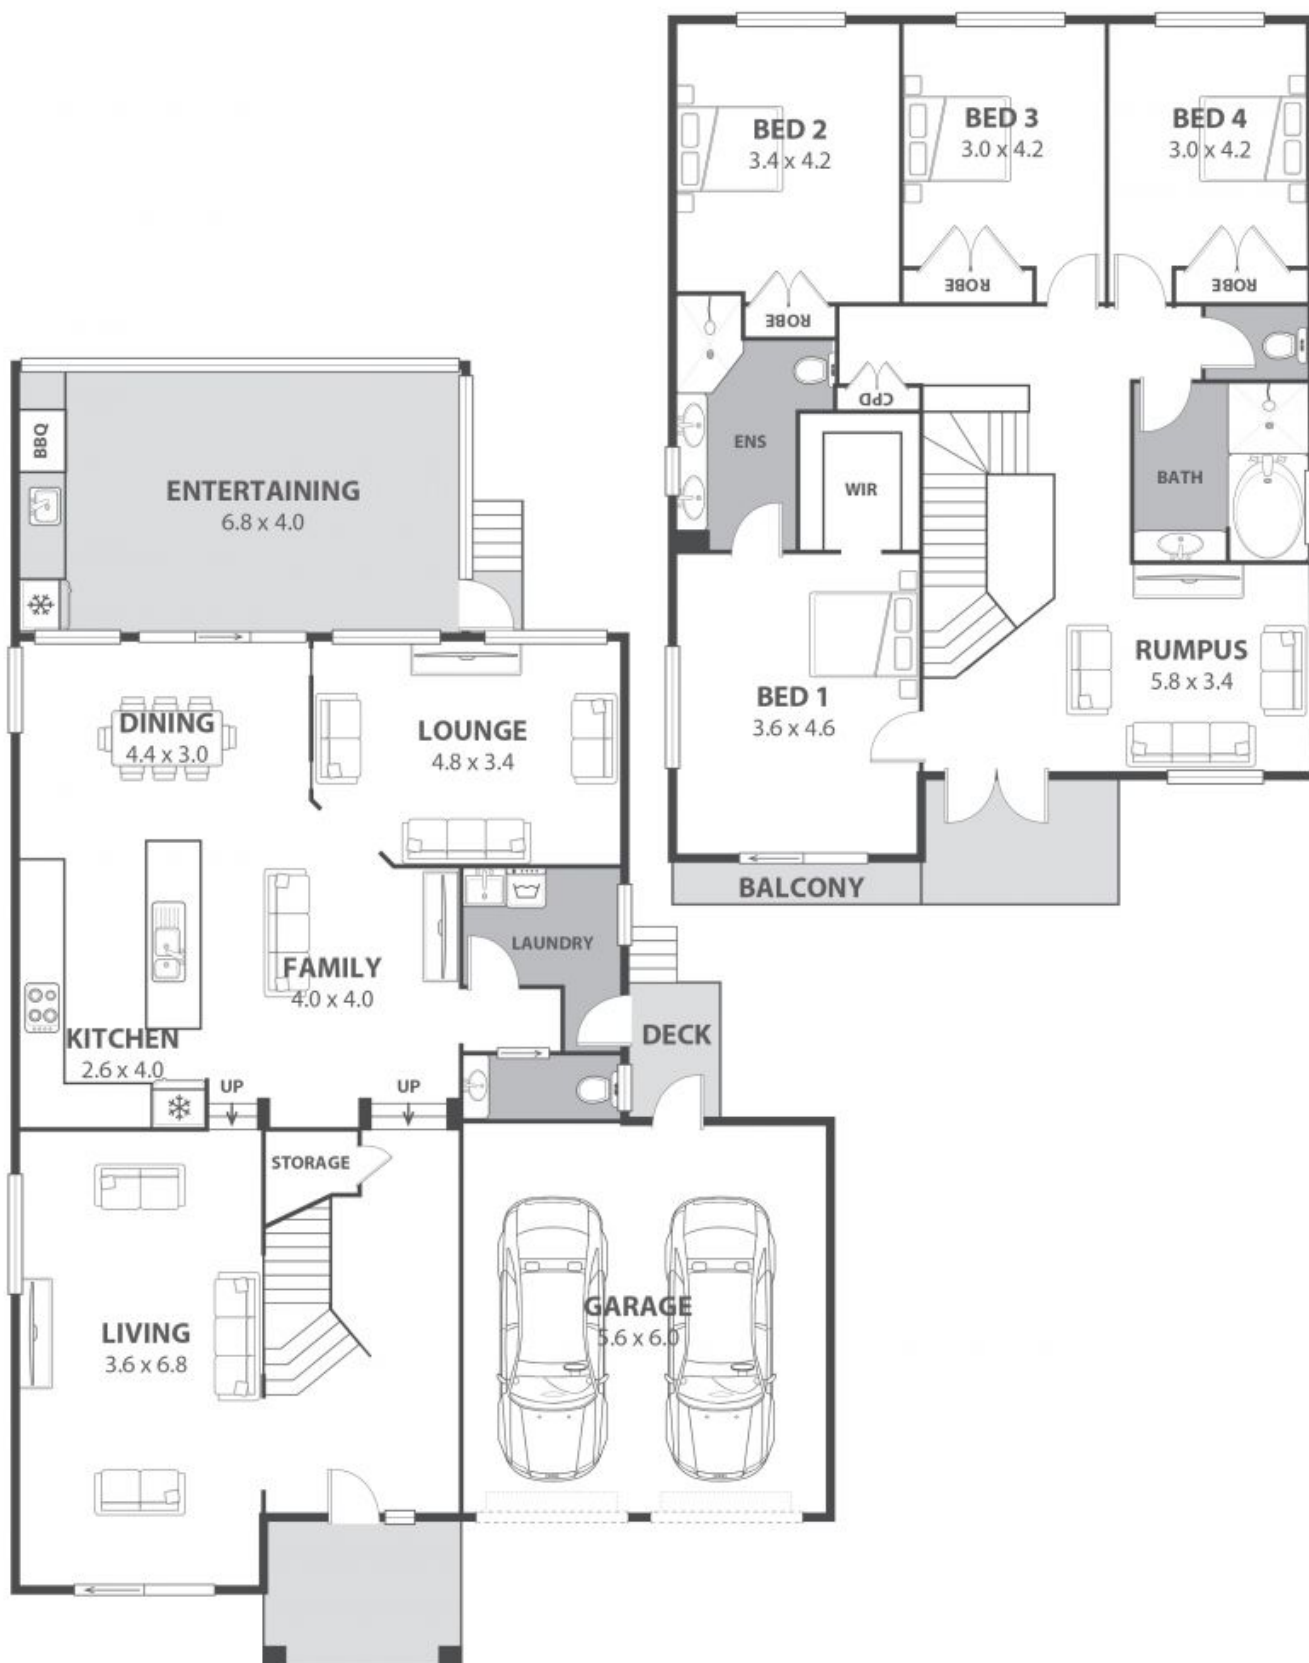 BED 2
3.4 x 4.2
BED 3
3.0 x 4.2
BED 4
3.0 x 4.2
ROBE
ROBE
ROBE
CPD
ENS
WIR
BATH
BED 1
3.6 x 4.6
RUMPUS
5.8 x 3.4
BALCONY
BBQ
ENTERTAINING
6.8 x 4.0
DINING
4.4 x 3.0
LOUNGE
4.8 x 3.4
LAUNDRY
FAMILY
4.0 x 4.0
KITCHEN
2.6 x 4.0
DECK
UP
UP
STORAGE
LIVING
3.6 x 6.8
GARAGE
5.6 x 6.0